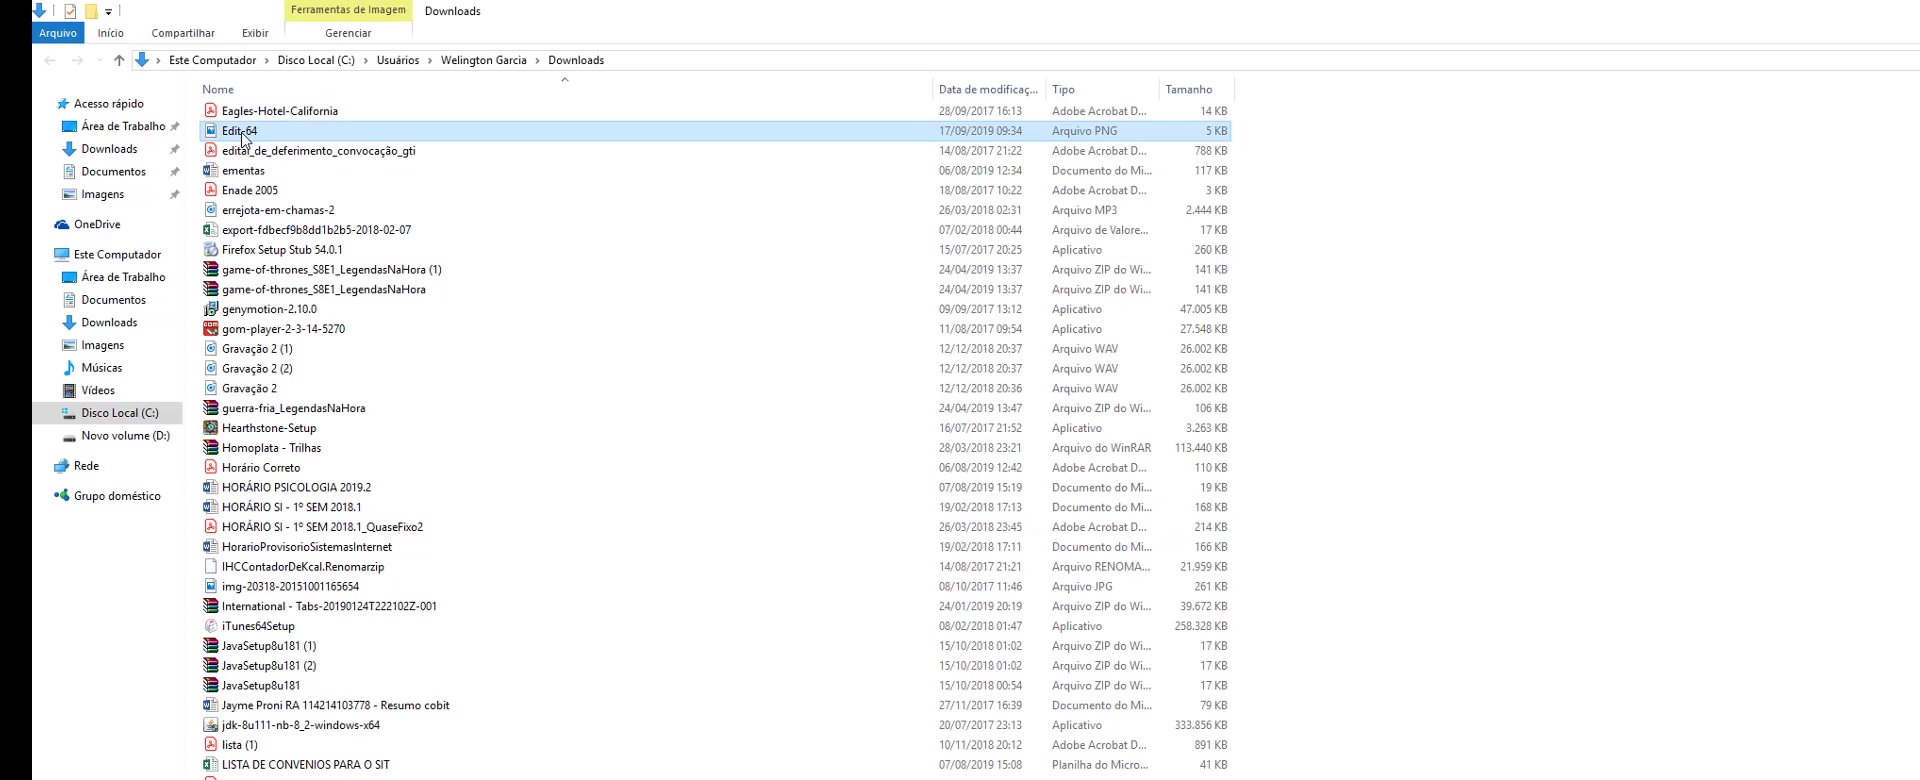 Ferramentas de Imagem Downloads
Arquivo Início Compartilhar Exibir Gerenciar
Este Computador Disco Local (C:) Usuários Welington Garcia Downloads
Nome Data de modificaç... Tipo Tamanho
Acesso rápido
Área de Trabalho
Downloads
Documentos
Imagens
OneDrive
Este Computador
Área de Trabalho
Documentos
Downloads
Imagens
Músicas
Vídeos
Disco Local (C:)
Novo volume (D:)
Rede
Grupo doméstico
Eagles-Hotel-California 28/09/2017 16:13 Adobe Acrobat D... 14 KB
Edit-64 17/09/2019 09:34 Arquivo PNG 5 KB
edital_de_deferimento_convocação_gti 14/08/2017 21:22 Adobe Acrobat D... 788 KB
ementas 06/08/2019 12:34 Documento do Mi... 117 KB
Enade 2005 18/08/2017 10:22 Adobe Acrobat D... 3 KB
errejota-em-chamas-2 26/03/2018 02:31 Arquivo MP3 2.444 KB
export-fdbecf9b8dd1b2b5-2018-02-07 07/02/2018 00:44 Arquivo de Valore... 17 KB
Firefox Setup Stub 54.0.1 15/07/2017 20:25 Aplicativo 260 KB
game-of-thrones_S8E1_LegendasNaHora (1) 24/04/2019 13:37 Arquivo ZIP do Wi... 141 KB
game-of-thrones_S8E1_LegendasNaHora 24/04/2019 13:37 Arquivo ZIP do Wi... 141 KB
genymotion-2.10.0 09/09/2017 13:12 Aplicativo 47.005 KB
gom-player-2-3-14-5270 11/08/2017 09:54 Aplicativo 27.548 KB
Gravação 2 (1) 12/12/2018 20:37 Arquivo WAV 26.002 KB
Gravação 2 (2) 12/12/2018 20:37 Arquivo WAV 26.002 KB
Gravação 2 12/12/2018 20:36 Arquivo WAV 26.002 KB
guerra-fria_LegendasNaHora 24/04/2019 13:47 Arquivo ZIP do Wi... 106 KB
Hearthstone-Setup 16/07/2017 21:52 Aplicativo 3.263 KB
Homoplata - Trilhas 28/03/2018 23:21 Arquivo do WinRAR 113.440 KB
Horário Correto 06/08/2019 12:42 Adobe Acrobat D... 110 KB
HORÁRIO PSICOLOGIA 2019.2 07/08/2019 15:19 Documento do Mi... 19 KB
HORÁRIO SI - 1º SEM 2018.1 19/02/2018 17:13 Documento do Mi... 168 KB
HORÁRIO SI - 1º SEM 2018.1_QuaseFixo2 26/03/2018 23:45 Adobe Acrobat D... 214 KB
HorarioProvisorioSistemasInternet 19/02/2018 17:11 Documento do Mi... 166 KB
IHCContadorDeKcal.Renomarzip 14/08/2017 21:21 Arquivo RENOMA... 21.959 KB
img-20318-20151001165654 08/10/2017 11:46 Arquivo JPG 261 KB
International - Tabs-20190124T222102Z-001 24/01/2019 20:19 Arquivo ZIP do Wi... 39.672 KB
iTunes64Setup 08/02/2018 01:47 Aplicativo 258.328 KB
JavaSetup8u181 (1) 15/10/2018 01:02 Arquivo ZIP do Wi... 17 KB
JavaSetup8u181 (2) 15/10/2018 01:02 Arquivo ZIP do Wi... 17 KB
JavaSetup8u181 15/10/2018 00:54 Arquivo ZIP do Wi... 17 KB
Jayme Proni RA 114214103778 - Resumo cobit 27/11/2017 16:39 Documento do Mi... 79 KB
jdk-8u111-nb-8_2-windows-x64 20/07/2017 23:13 Aplicativo 333.856 KB
lista (1) 10/11/2018 20:12 Adobe Acrobat D... 891 KB
LISTA DE CONVENIOS PARA O SIT 07/08/2019 15:08 Planilha do Micro... 41 KB